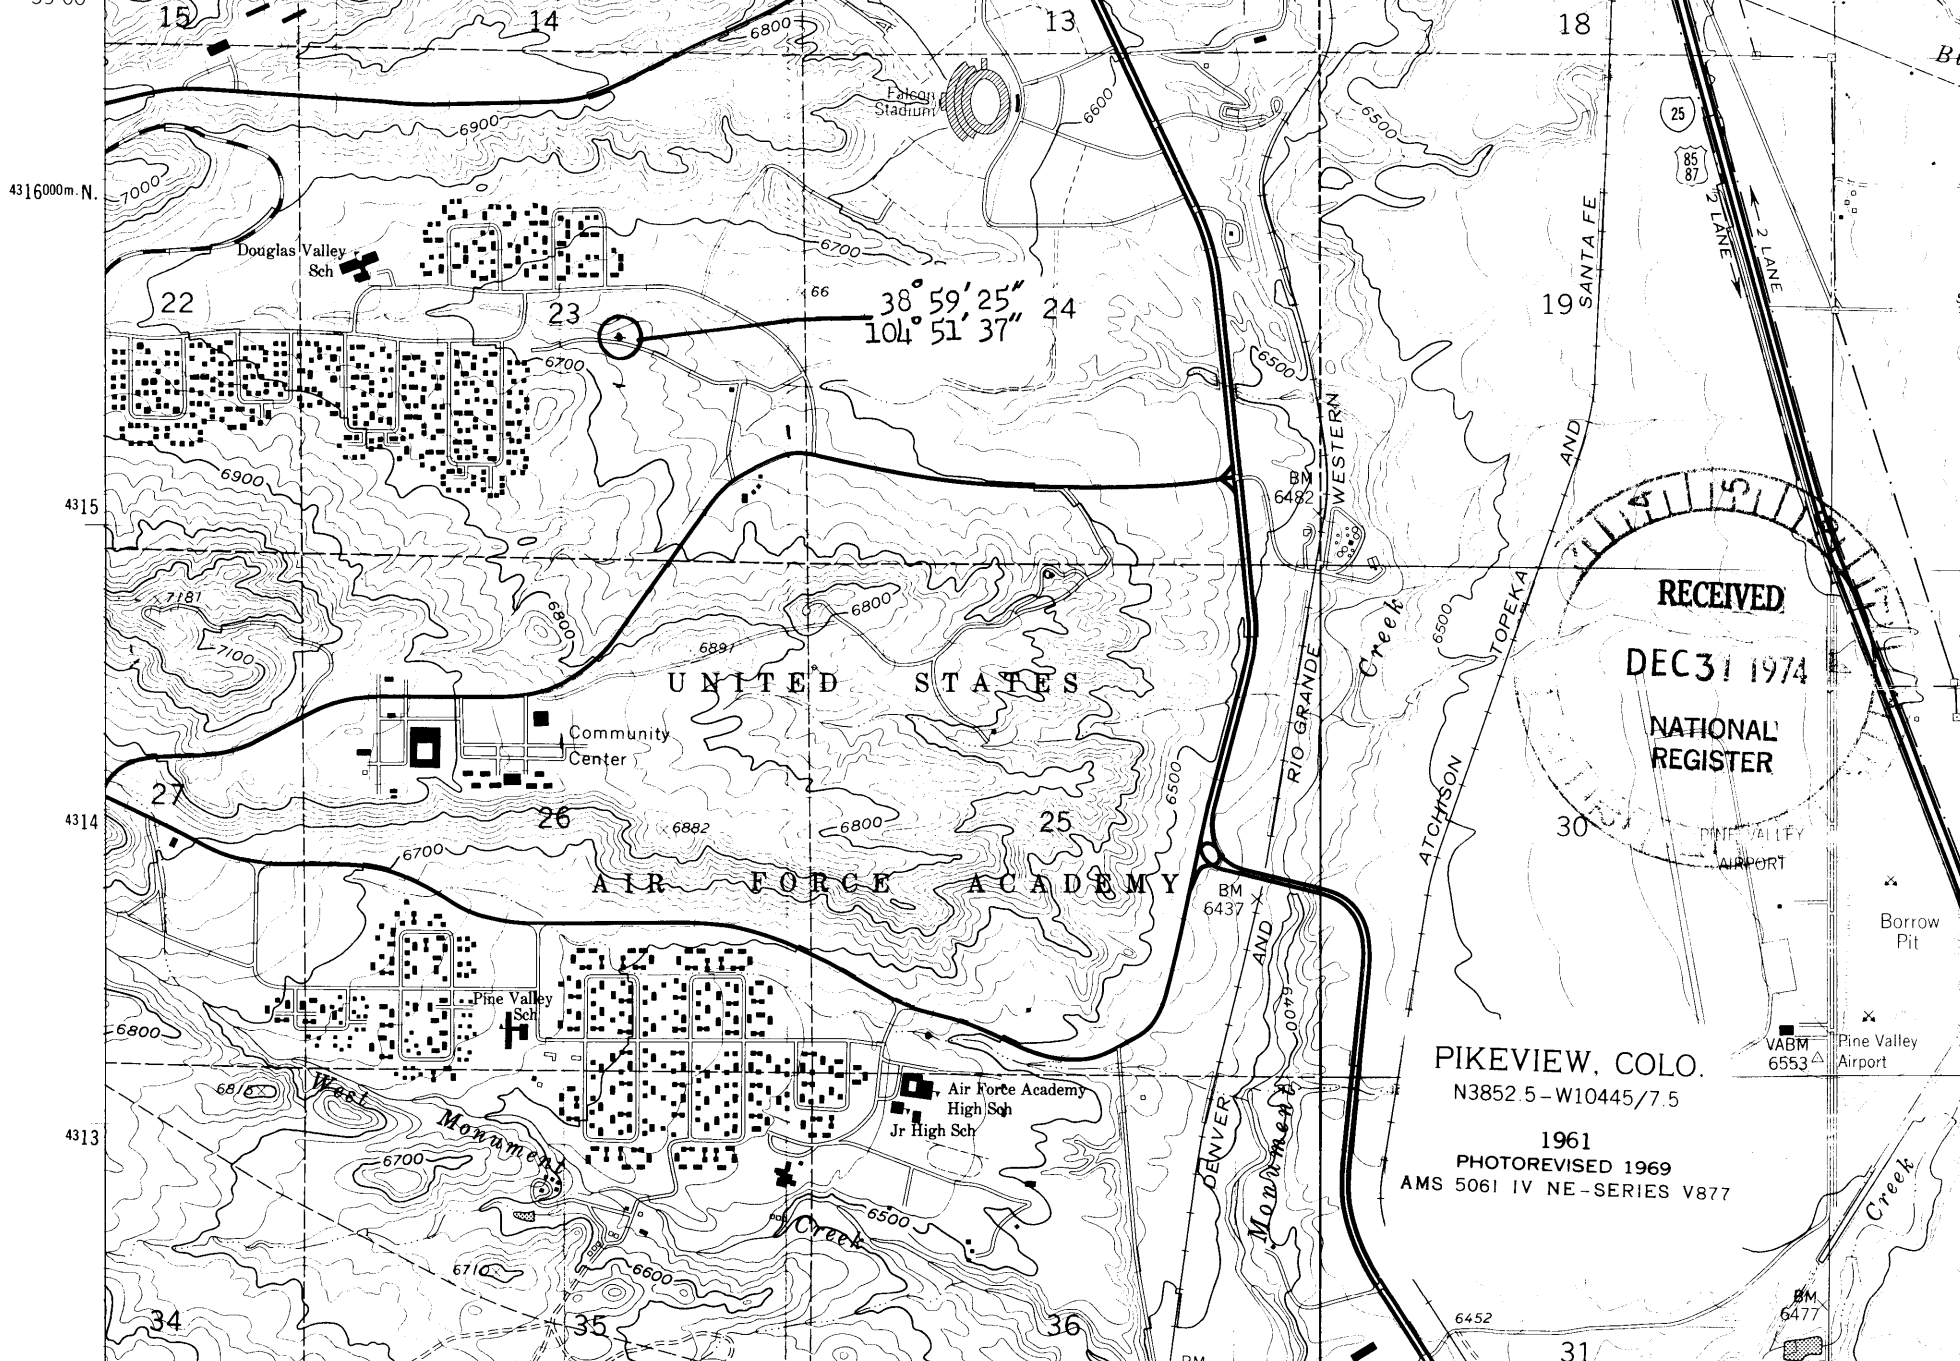 15
14
13
18
6800
Falcon
Stadium
6600
6500
25
85
87
6900
7000
4316000m.N.
SANTA FE
2 LANE
2 LANE
Douglas Valley
Sch
6700
66
38° 59' 25"
104° 51' 37"
22
23
24
19
6700
6500
WESTERN
AND
6900
BM
6482
4315
7181
7100
6800
6800
6891
Creek
6500
TOPEKA
RECEIVED
DEC 31 1974
NATIONAL
REGISTER
UNITED STATES
RIO GRANDE
Community
Center
6500
ATCHISON
27
26
25
30
4314
6882
6800
6700
PINE VALLEY
AIRPORT
AIR FORCE ACADEMY
BM
6437
AND
Borrow
Pit
Pine Valley
Sch
6400
6800
VABM
6553
Pine Valley
Airport
PIKEVIEW, COLO.
N3852.5-W10445/7.5
1961
PHOTOREVISED 1969
AMS 5061 IV NE-SERIES V877
6818
West
Monument
Creek
Air Force Academy
High Sch
Jr High Sch
4313
DENVER
Monument
Creek
6700
6500
6710
6600
6452
BM
6477
34
35
36
31
BM